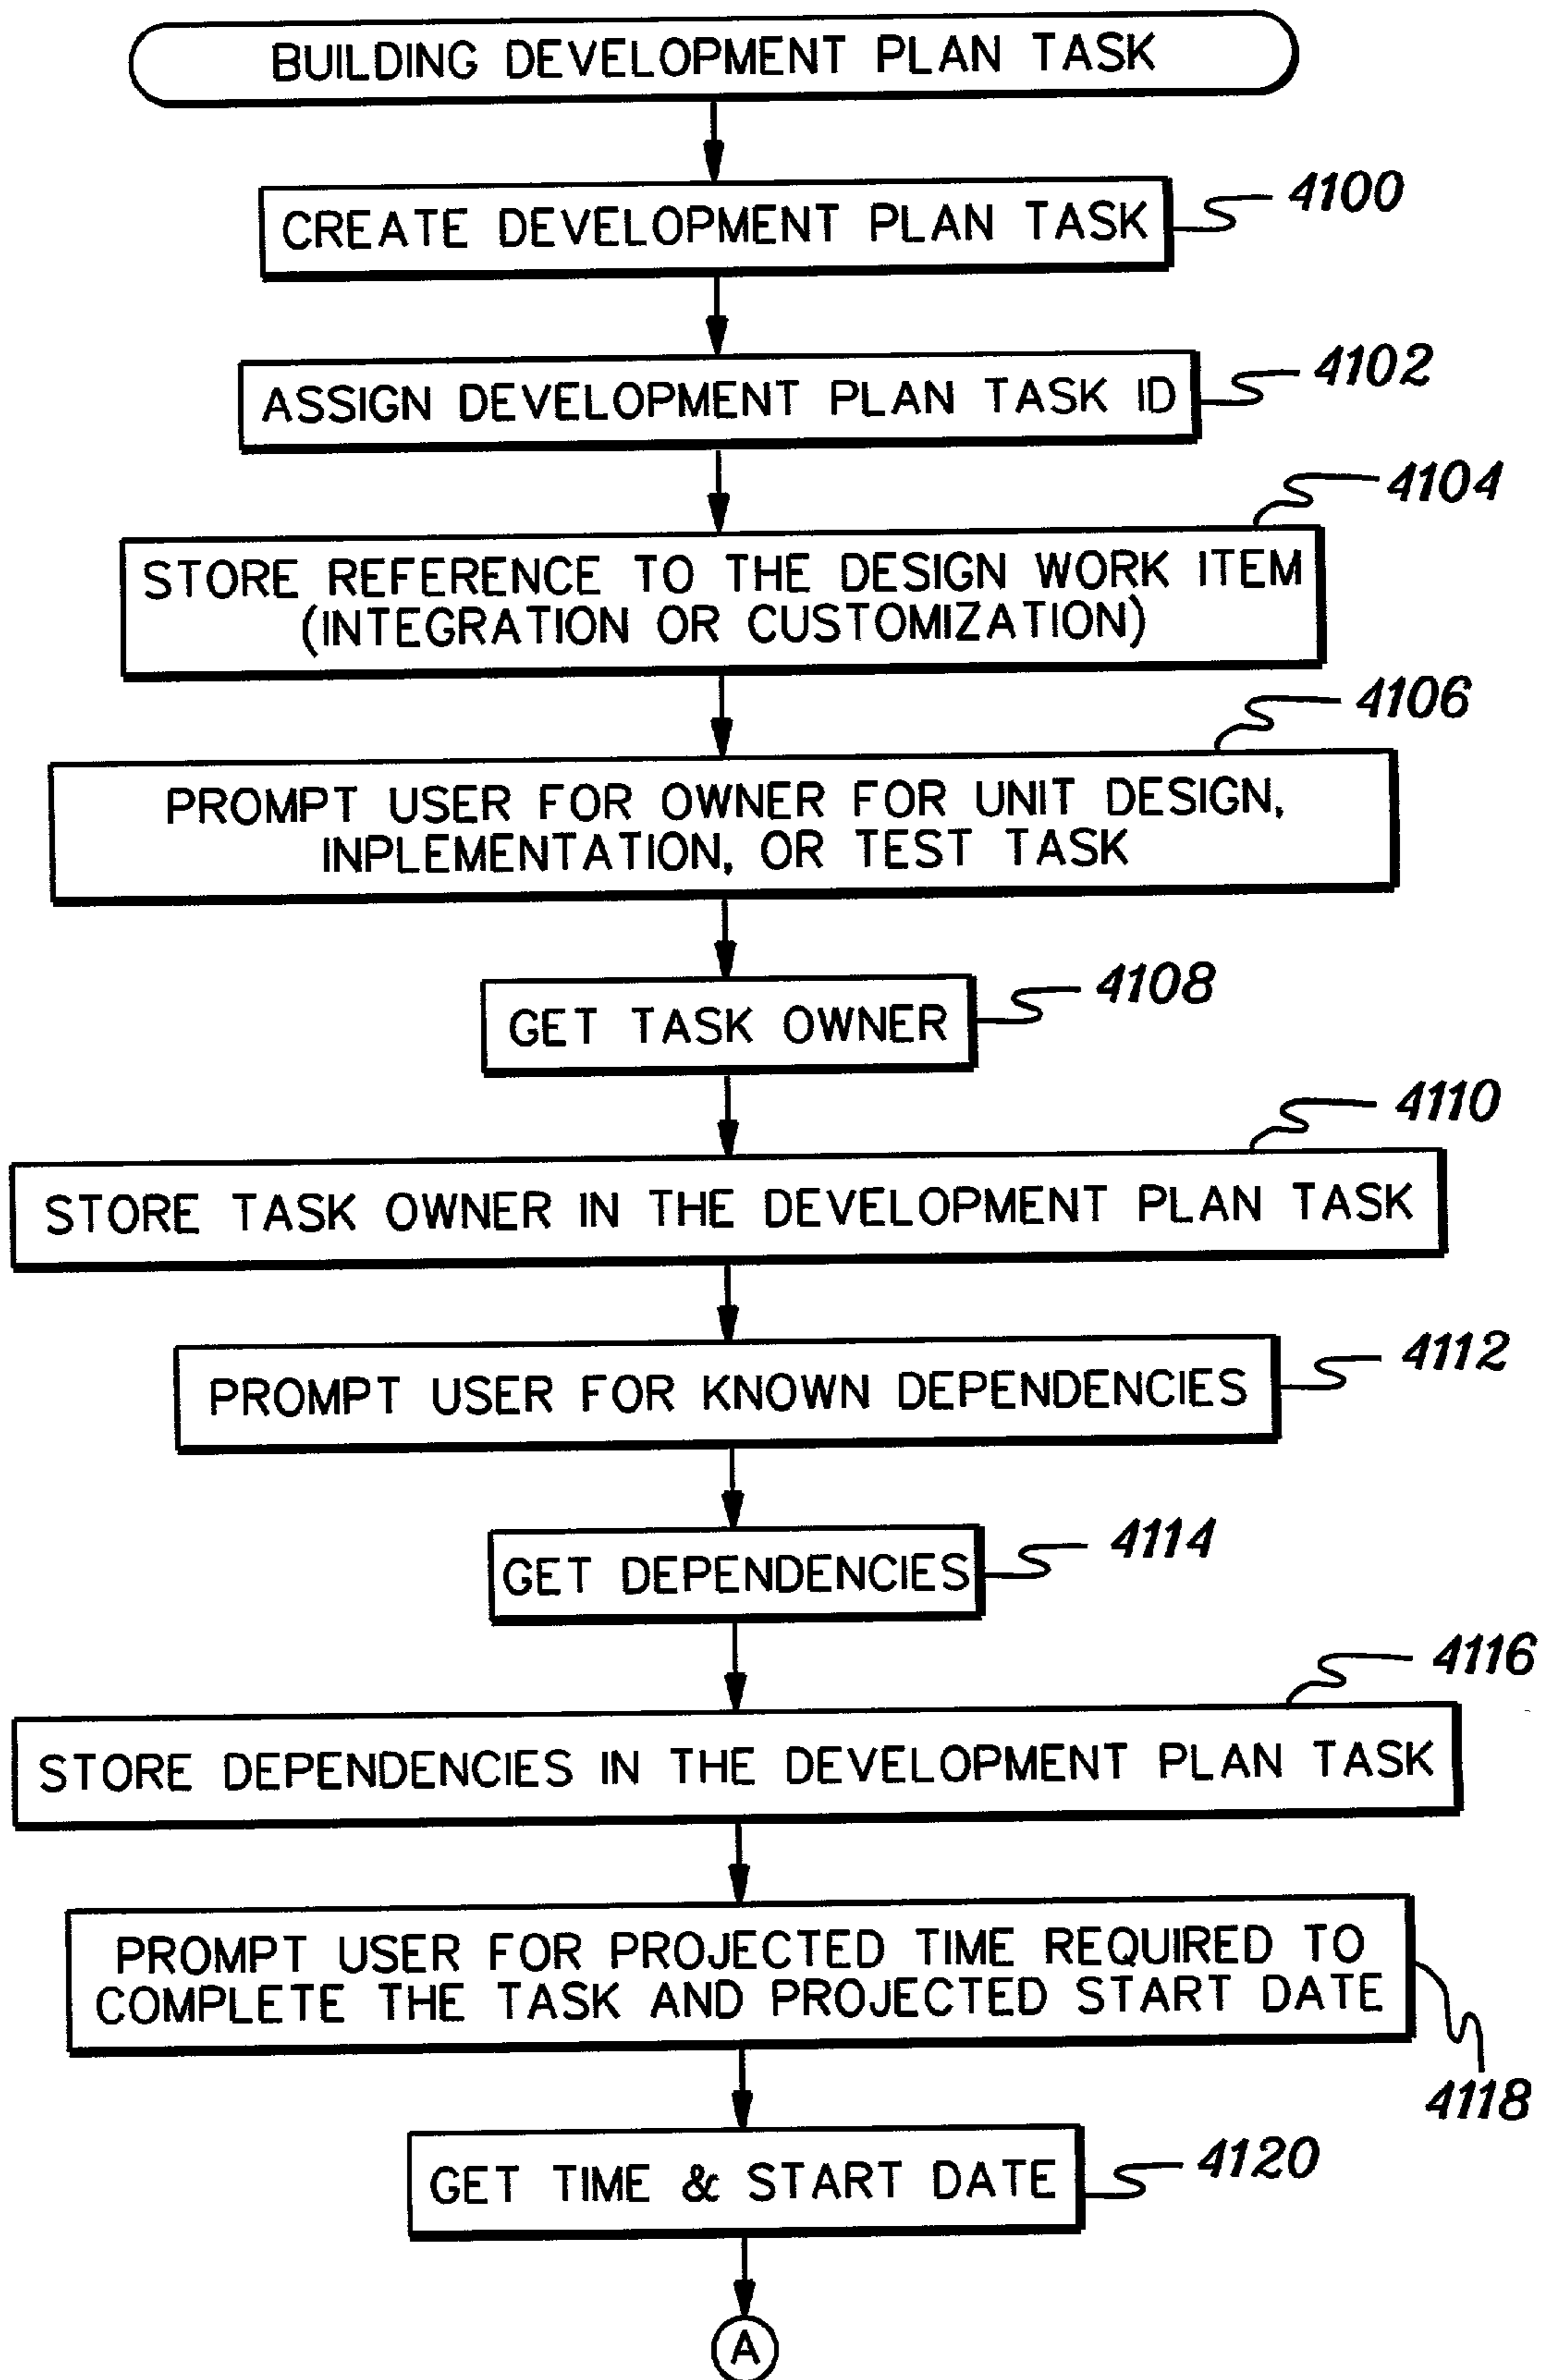 BUILDING DEVELOPMENT PLAN TASK
CREATE DEVELOPMENT PLAN TASK
4100
ASSIGN DEVELOPMENT PLAN TASK ID
4102
4104
STORE REFERENCE TO THE DESIGN WORK ITEM
(INTEGRATION OR CUSTOMIZATION)
4106
PROMPT USER FOR OWNER FOR UNIT DESIGN,
INPLEMENTATION, OR TEST TASK
GET TASK OWNER
4108
4110
STORE TASK OWNER IN THE DEVELOPMENT PLAN TASK
PROMPT USER FOR KNOWN DEPENDENCIES
4112
GET DEPENDENCIES
4114
4116
STORE DEPENDENCIES IN THE DEVELOPMENT PLAN TASK
PROMPT USER FOR PROJECTED TIME REQUIRED TO
COMPLETE THE TASK AND PROJECTED START DATE
4118
GET TIME & START DATE
4120
A